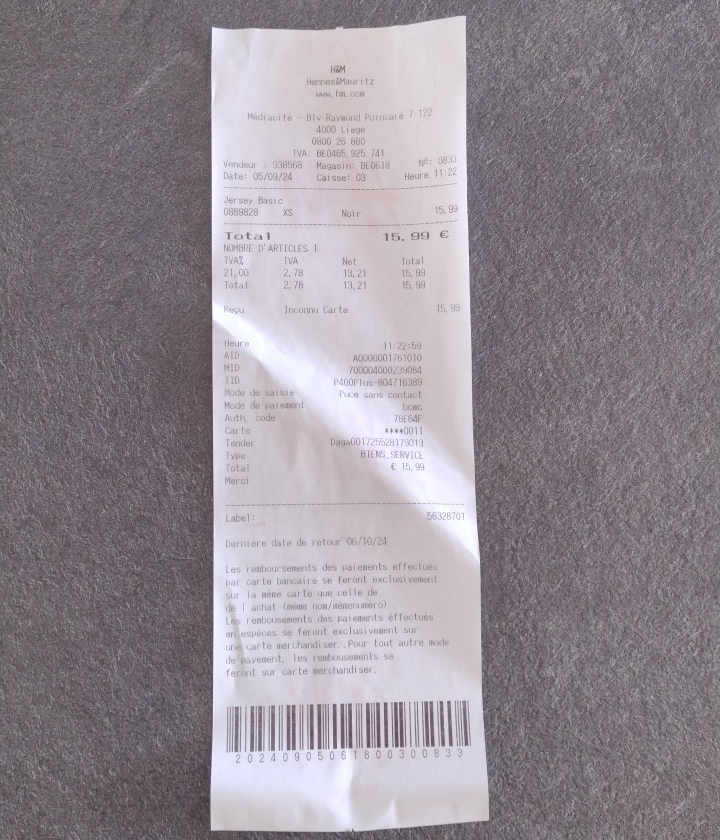 H&M
Hennes&Mauritz
www.hm.com
Médiacité - Blv Raymond Poincaré 7-122
4000 Liege
0800 26 880
TVA: BE0465.925.741
Vendeur : 938568 Magasin: BE0618 Nº: 0833
Date: 05/09/24 Caisse: 03 Heure 11:22
Jersey Basic
0889828 XS Noir 15,99
Total 15,99 €
NOMBRE D'ARTICLES 1
TVA% TVA Net Total
21,00 2,78 13,21 15,99
Total 2,78 13,21 15,99
Reçu Inconnu Carte 15,99
Heure 11:22:59
AID A0000001761010
MID 700004000239084
TID P400Plus-804716389
Mode de saisie Puce sans contact
Mode de paiement bcmc
Auth. code 78E64F
Carte ****0011
Tender Daga001725528179013
Type BIENS_SERVICE
Total € 15,99
Merci
Label: 56328701
Dernière date de retour 06/10/24
Les remboursements des paiements effectués
par carte bancaire se feront exclusivement
sur la même carte que celle de
de l achat (même nom/mêmenuméro) .
Les rembousements des paiements éffectués
en espèces se feront exclusivement sur
une carte merchandiser..Pour tout autre mode
de payement, les rembousements se
feront sur carte merchandiser.
20240905061800300833